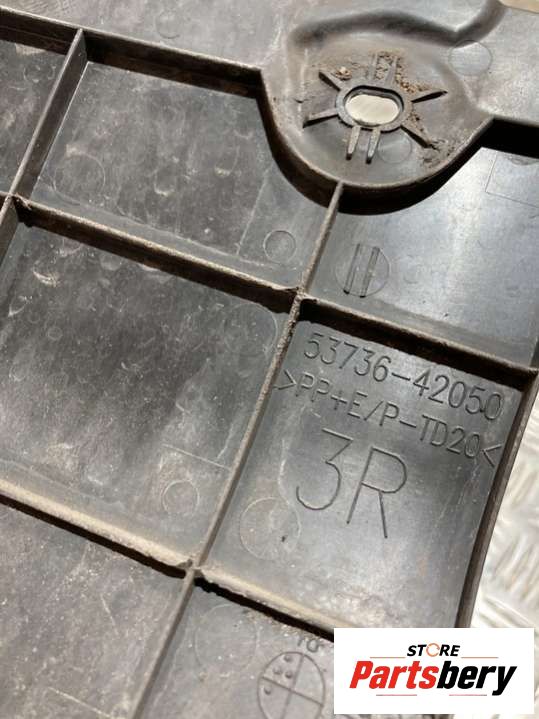 53736-42050
>PP+E/P-TD20<
3R
STORE
Partsbery